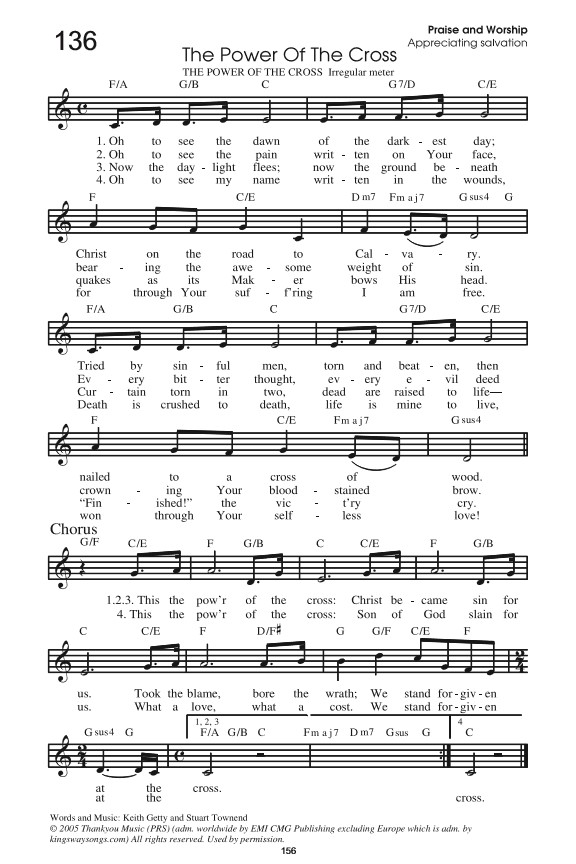 136
Praise and Worship
Appreciating salvation
The Power Of The Cross
THE POWER OF THE CROSS Irregular meter
F/A G/B C G7/D C/E
1. Oh to see the dawn of the dark - est day;
2. Oh to see the pain writ - ten on Your face,
3. Now the day - light flees; now the ground be - neath
4. Oh to see my name writ - ten in the wounds,
F C/E D m7 Fmaj7 Gsus4 G
Christ on the road to Cal - va - ry.
bear - ing the awe - some weight of sin.
quakes as its Mak - er bows His head.
for through Your suf - f'ring I am free.
F/A G/B C G7/D C/E
Tried by sin - ful men, torn and beat - en, then
Ev - ery bit - ter thought, ev - ery e - vil deed
Cur - tain torn in two, dead are raised to life—
Death is crushed to death, life is mine to live,
F C/E Fmaj7 Gsus4
nailed to a cross of wood.
crown - ing Your blood - stained brow.
“Fin - ished!” the vic - t'ry cry.
won through Your self - less love!
Chorus
G/F C/E F G/B C C/E F G/B
1.2.3. This the pow'r of the cross: Christ be - came sin for
4. This the pow'r of the cross: Son of God slain for
C C/E F D/F♯ G G/F C/E F
us. Took the blame, bore the wrath; We stand for-giv-en
us. What a love, what a cost. We stand for-giv-en
Gsus4 G 1, 2, 3 F/A G/B C Fmaj7 Dm7 Gsus G 4 C
at the cross.
at the cross.
Words and Music: Keith Getty and Stuart Townend
© 2005 Thankyou Music (PRS) (adm. worldwide by EMI CMG Publishing excluding Europe which is adm. by
kingswaysongs.com) All rights reserved. Used by permission.
156